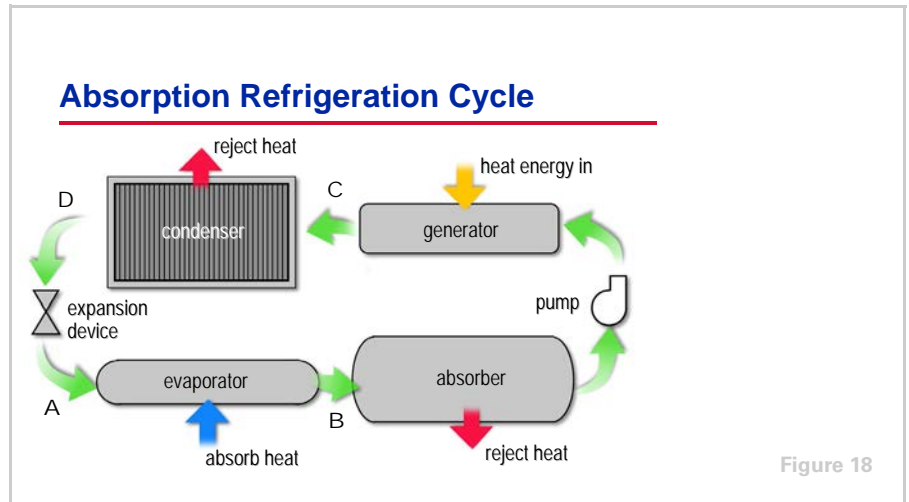 Absorption Refrigeration Cycle
reject heat
heat energy in
D
C
condenser
generator
expansion
device
pump
evaporator
absorber
A
B
absorb heat
reject heat
Figure 18